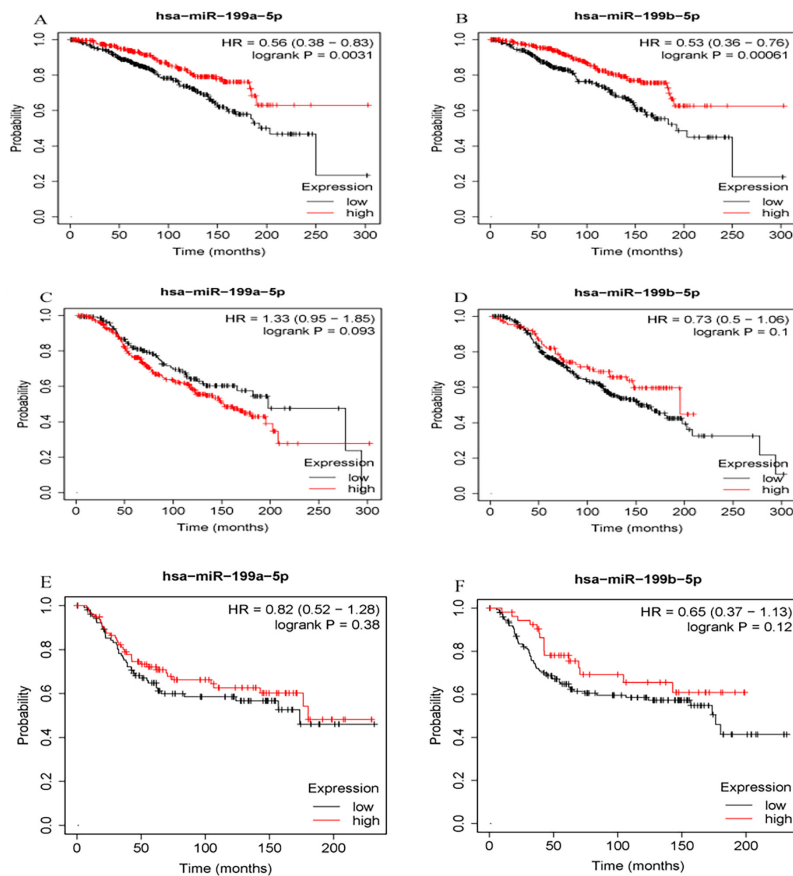 A
hsa−miR−199a−5p
HR = 0.56 (0.38 − 0.83)
logrank P = 0.0031
Probability
1.0
0.8
0.6
0.4
0.2
0.0
Expression
low
high
0 50 100 150 200 250 300
Time (months)
B
hsa−miR−199b−5p
HR = 0.53 (0.36 − 0.76)
logrank P = 0.00061
Probability
1.0
0.8
0.6
0.4
0.2
0.0
Expression
low
high
0 50 100 150 200 250 300
Time (months)
C
hsa−miR−199a−5p
HR = 1.33 (0.95 − 1.85)
logrank P = 0.093
Probability
1.0
0.8
0.6
0.4
0.2
0.0
Expression
low
high
0 50 100 150 200 250 300
Time (months)
D
hsa−miR−199b−5p
HR = 0.73 (0.5 − 1.06)
logrank P = 0.1
Probability
1.0
0.8
0.6
0.4
0.2
0.0
Expression
low
high
0 50 100 150 200 250 300
Time (months)
E
hsa−miR−199a−5p
HR = 0.82 (0.52 − 1.28)
logrank P = 0.38
Probability
1.0
0.8
0.6
0.4
0.2
0.0
Expression
low
high
0 50 100 150 200
Time (months)
F
hsa−miR−199b−5p
HR = 0.65 (0.37 − 1.13)
logrank P = 0.12
Probability
1.0
0.8
0.6
0.4
0.2
0.0
Expression
low
high
0 50 100 150 200
Time (months)